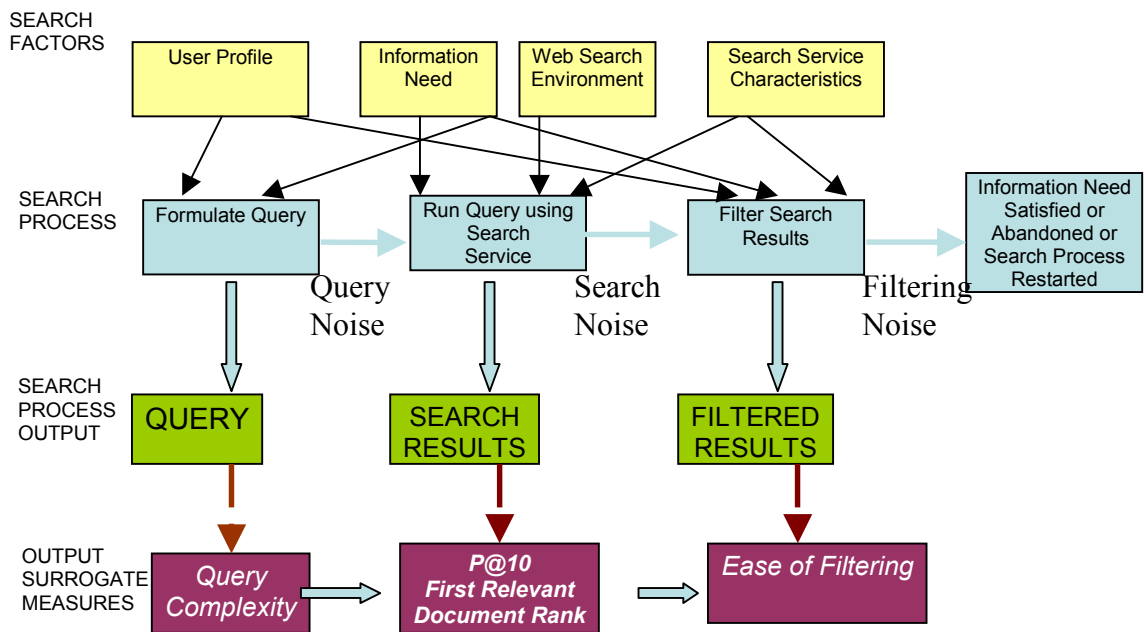 SEARCH
FACTORS
User Profile
Information
Need
Web Search
Environment
Search Service
Characteristics
SEARCH
PROCESS
Formulate Query
Run Query using
Search
Service
Filter Search
Results
Information Need
Satisfied or
Abandoned or
Search Process
Restarted
Query
Noise
Search
Noise
Filtering
Noise
SEARCH
PROCESS
OUTPUT
QUERY
SEARCH
RESULTS
FILTERED
RESULTS
OUTPUT
SURROGATE
MEASURES
Query
Complexity
P@10
First Relevant
Document Rank
Ease of Filtering